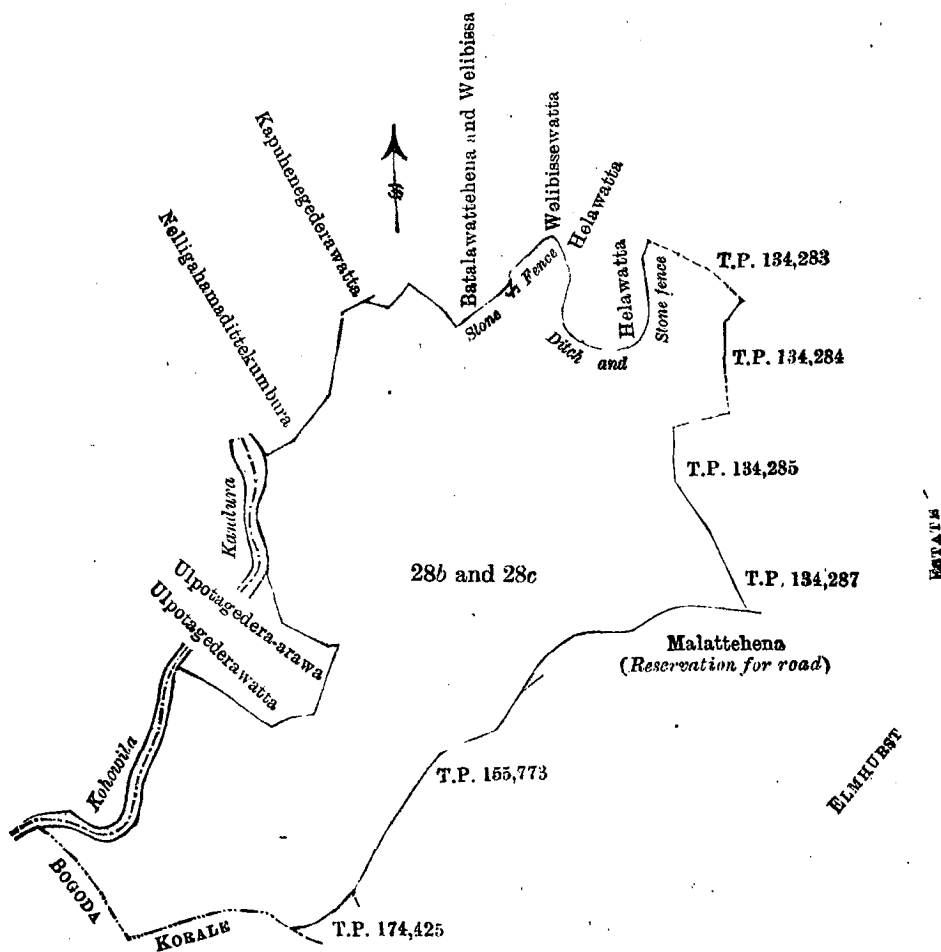 Batalawattehena and Welibissa
Kapuhenegederawatta
Welibissewatta
Helawatta
Nelligahamadittekumbura
Stone Fence
Helawatta
Stone fence
T.P. 134,283
Ditch and
T.P. 134,284
T.P. 134,285
Kandura
ESTATE
28b and 28c
T.P. 134,287
Ulpotagedera-arawa
Ulpotagederawatta
Malattehena
(Reservation for road)
Kohowila
T.P. 155,773
ELMHURST
BOGODA
KORALE
T.P. 174,425